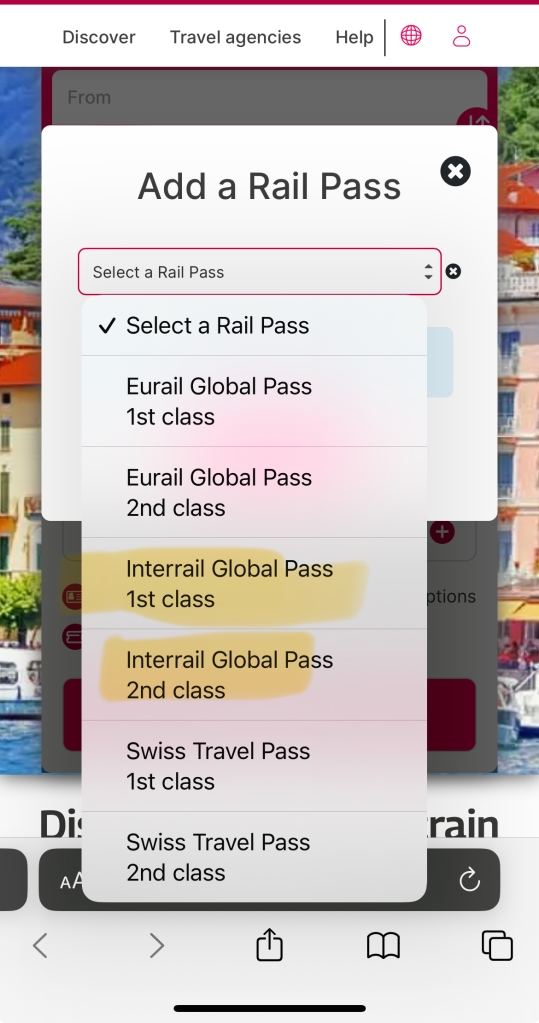 Discover Travel agencies Help
From
Add a Rail Pass
Select a Rail Pass
Select a Rail Pass
Eurail Global Pass
1st class
Eurail Global Pass
2nd class
Interrail Global Pass
1st class
ptions
Interrail Global Pass
2nd class
Swiss Travel Pass
1st class
Swiss Travel Pass
2nd class
Dis
rain
AA